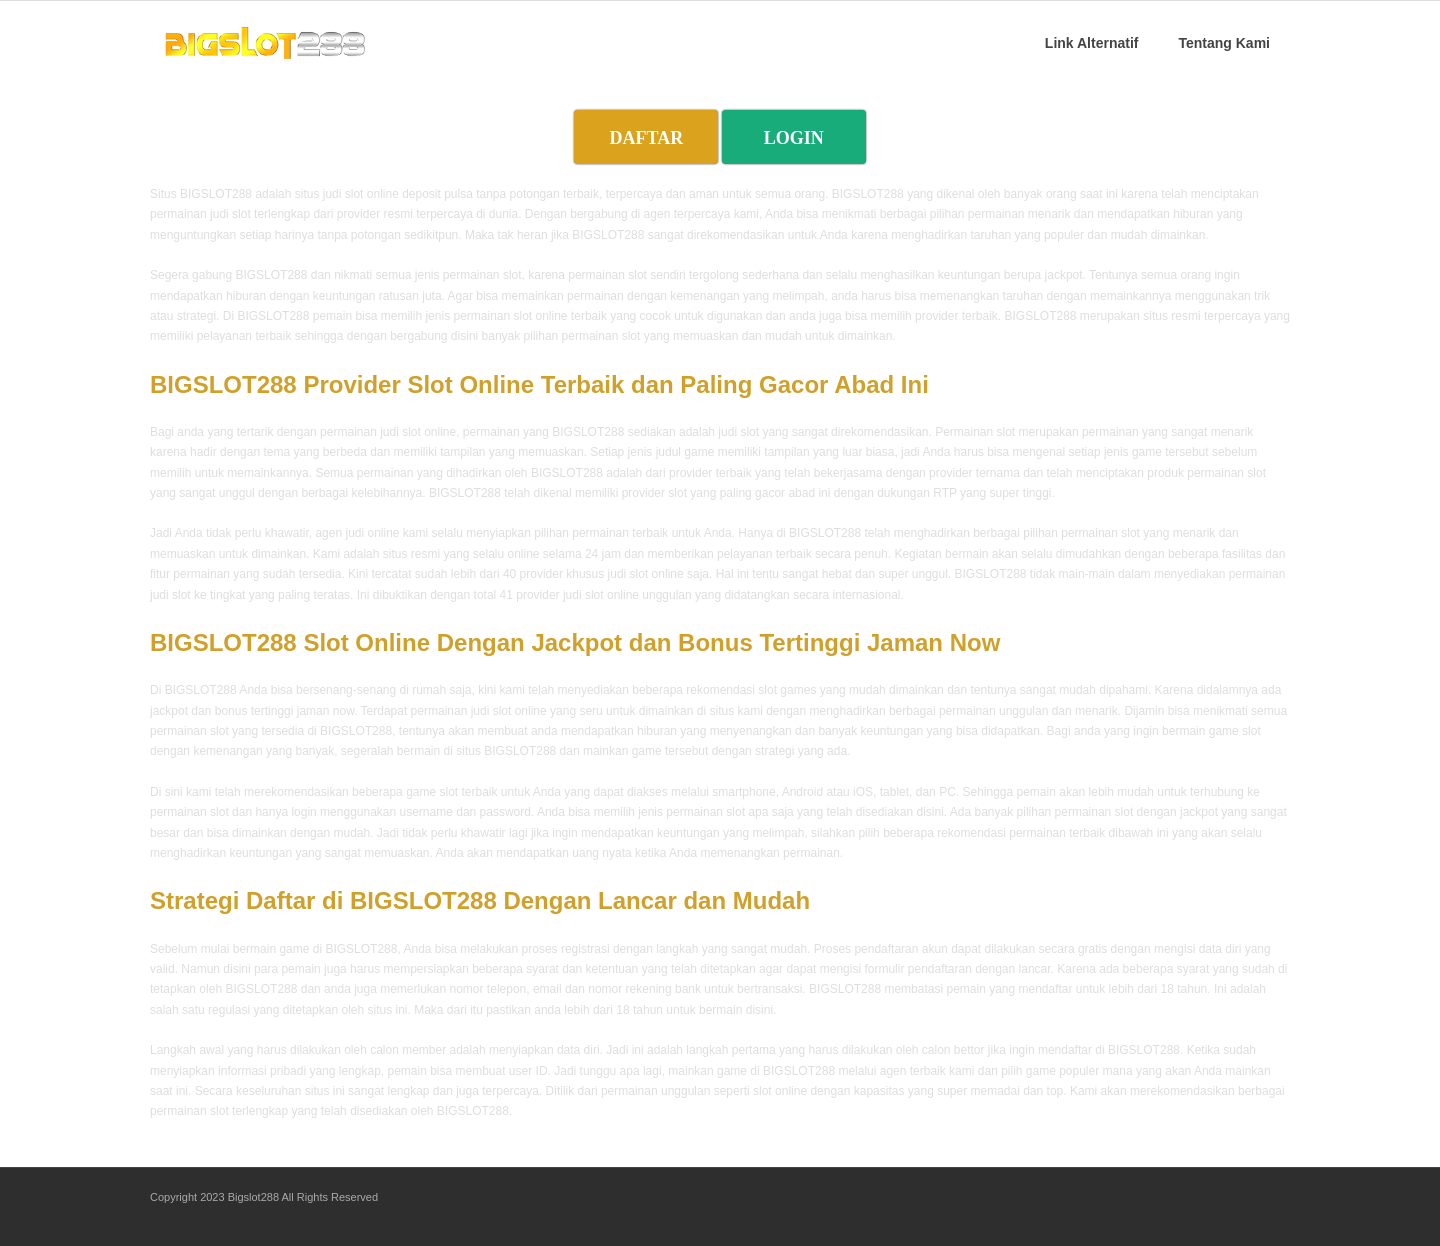 BIGSLOT288
Link Alternatif
Tentang Kami
DAFTAR
LOGIN
Situs BIGSLOT288 adalah situs judi slot online deposit pulsa tanpa potongan terbaik, terpercaya dan aman untuk semua orang. BIGSLOT288 yang dikenal oleh banyak orang saat ini karena telah menciptakan
permainan judi slot terlengkap dari provider resmi terpercaya di dunia. Dengan bergabung di agen terpercaya kami, Anda bisa menikmati berbagai pilihan permainan menarik dan mendapatkan hiburan yang
menguntungkan setiap harinya tanpa potongan sedikitpun. Maka tak heran jika BIGSLOT288 sangat direkomendasikan untuk Anda karena menghadirkan taruhan yang populer dan mudah dimainkan.
Segera gabung BIGSLOT288 dan nikmati semua jenis permainan slot, karena permainan slot sendiri tergolong sederhana dan selalu menghasilkan keuntungan berupa jackpot. Tentunya semua orang ingin
mendapatkan hiburan dengan keuntungan ratusan juta. Agar bisa memainkan permainan dengan kemenangan yang melimpah, anda harus bisa memenangkan taruhan dengan memainkannya menggunakan trik
atau strategi. Di BIGSLOT288 pemain bisa memilih jenis permainan slot online terbaik yang cocok untuk digunakan dan anda juga bisa memilih provider terbaik. BIGSLOT288 merupakan situs resmi terpercaya yang
memiliki pelayanan terbaik sehingga dengan bergabung disini banyak pilihan permainan slot yang memuaskan dan mudah untuk dimainkan.
BIGSLOT288 Provider Slot Online Terbaik dan Paling Gacor Abad Ini
Bagi anda yang tertarik dengan permainan judi slot online, permainan yang BIGSLOT288 sediakan adalah judi slot yang sangat direkomendasikan. Permainan slot merupakan permainan yang sangat menarik
karena hadir dengan tema yang berbeda dan memiliki tampilan yang memuaskan. Setiap jenis judul game memiliki tampilan yang luar biasa, jadi Anda harus bisa mengenal setiap jenis game tersebut sebelum
memilih untuk memainkannya. Semua permainan yang dihadirkan oleh BIGSLOT288 adalah dari provider terbaik yang telah bekerjasama dengan provider ternama dan telah menciptakan produk permainan slot
yang sangat unggul dengan berbagai kelebihannya. BIGSLOT288 telah dikenal memiliki provider slot yang paling gacor abad ini dengan dukungan RTP yang super tinggi.
Jadi Anda tidak perlu khawatir, agen judi online kami selalu menyiapkan pilihan permainan terbaik untuk Anda. Hanya di BIGSLOT288 telah menghadirkan berbagai pilihan permainan slot yang menarik dan
memuaskan untuk dimainkan. Kami adalah situs resmi yang selalu online selama 24 jam dan memberikan pelayanan terbaik secara penuh. Kegiatan bermain akan selalu dimudahkan dengan beberapa fasilitas dan
fitur permainan yang sudah tersedia. Kini tercatat sudah lebih dari 40 provider khusus judi slot online saja. Hal ini tentu sangat hebat dan super unggul. BIGSLOT288 tidak main-main dalam menyediakan permainan
judi slot ke tingkat yang paling teratas. Ini dibuktikan dengan total 41 provider judi slot online unggulan yang didatangkan secara internasional.
BIGSLOT288 Slot Online Dengan Jackpot dan Bonus Tertinggi Jaman Now
Di BIGSLOT288 Anda bisa bersenang-senang di rumah saja, kini kami telah menyediakan beberapa rekomendasi slot games yang mudah dimainkan dan tentunya sangat mudah dipahami. Karena didalamnya ada
jackpot dan bonus tertinggi jaman now. Terdapat permainan judi slot online yang seru untuk dimainkan di situs kami dengan menghadirkan berbagai permainan unggulan dan menarik. Dijamin bisa menikmati semua
permainan slot yang tersedia di BIGSLOT288, tentunya akan membuat anda mendapatkan hiburan yang menyenangkan dan banyak keuntungan yang bisa didapatkan. Bagi anda yang ingin bermain game slot
dengan kemenangan yang banyak, segeralah bermain di situs BIGSLOT288 dan mainkan game tersebut dengan strategi yang ada.
Di sini kami telah merekomendasikan beberapa game slot terbaik untuk Anda yang dapat diakses melalui smartphone, Android atau iOS, tablet, dan PC. Sehingga pemain akan lebih mudah untuk terhubung ke
permainan slot dan hanya login menggunakan username dan password. Anda bisa memilih jenis permainan slot apa saja yang telah disediakan disini. Ada banyak pilihan permainan slot dengan jackpot yang sangat
besar dan bisa dimainkan dengan mudah. Jadi tidak perlu khawatir lagi jika ingin mendapatkan keuntungan yang melimpah, silahkan pilih beberapa rekomendasi permainan terbaik dibawah ini yang akan selalu
menghadirkan keuntungan yang sangat memuaskan. Anda akan mendapatkan uang nyata ketika Anda memenangkan permainan.
Strategi Daftar di BIGSLOT288 Dengan Lancar dan Mudah
Sebelum mulai bermain game di BIGSLOT288, Anda bisa melakukan proses registrasi dengan langkah yang sangat mudah. Proses pendaftaran akun dapat dilakukan secara gratis dengan mengisi data diri yang
valid. Namun disini para pemain juga harus mempersiapkan beberapa syarat dan ketentuan yang telah ditetapkan agar dapat mengisi formulir pendaftaran dengan lancar. Karena ada beberapa syarat yang sudah di
tetapkan oleh BIGSLOT288 dan anda juga memerlukan nomor telepon, email dan nomor rekening bank untuk bertransaksi. BIGSLOT288 membatasi pemain yang mendaftar untuk lebih dari 18 tahun. Ini adalah
salah satu regulasi yang ditetapkan oleh situs ini. Maka dari itu pastikan anda lebih dari 18 tahun untuk bermain disini.
Langkah awal yang harus dilakukan oleh calon member adalah menyiapkan data diri. Jadi ini adalah langkah pertama yang harus dilakukan oleh calon bettor jika ingin mendaftar di BIGSLOT288. Ketika sudah
menyiapkan informasi pribadi yang lengkap, pemain bisa membuat user ID. Jadi tunggu apa lagi, mainkan game di BIGSLOT288 melalui agen terbaik kami dan pilih game populer mana yang akan Anda mainkan
saat ini. Secara keseluruhan situs ini sangat lengkap dan juga terpercaya. Ditilik dari permainan unggulan seperti slot online dengan kapasitas yang super memadai dan top. Kami akan merekomendasikan berbagai
permainan slot terlengkap yang telah disediakan oleh BIGSLOT288.
Copyright 2023 Bigslot288 All Rights Reserved